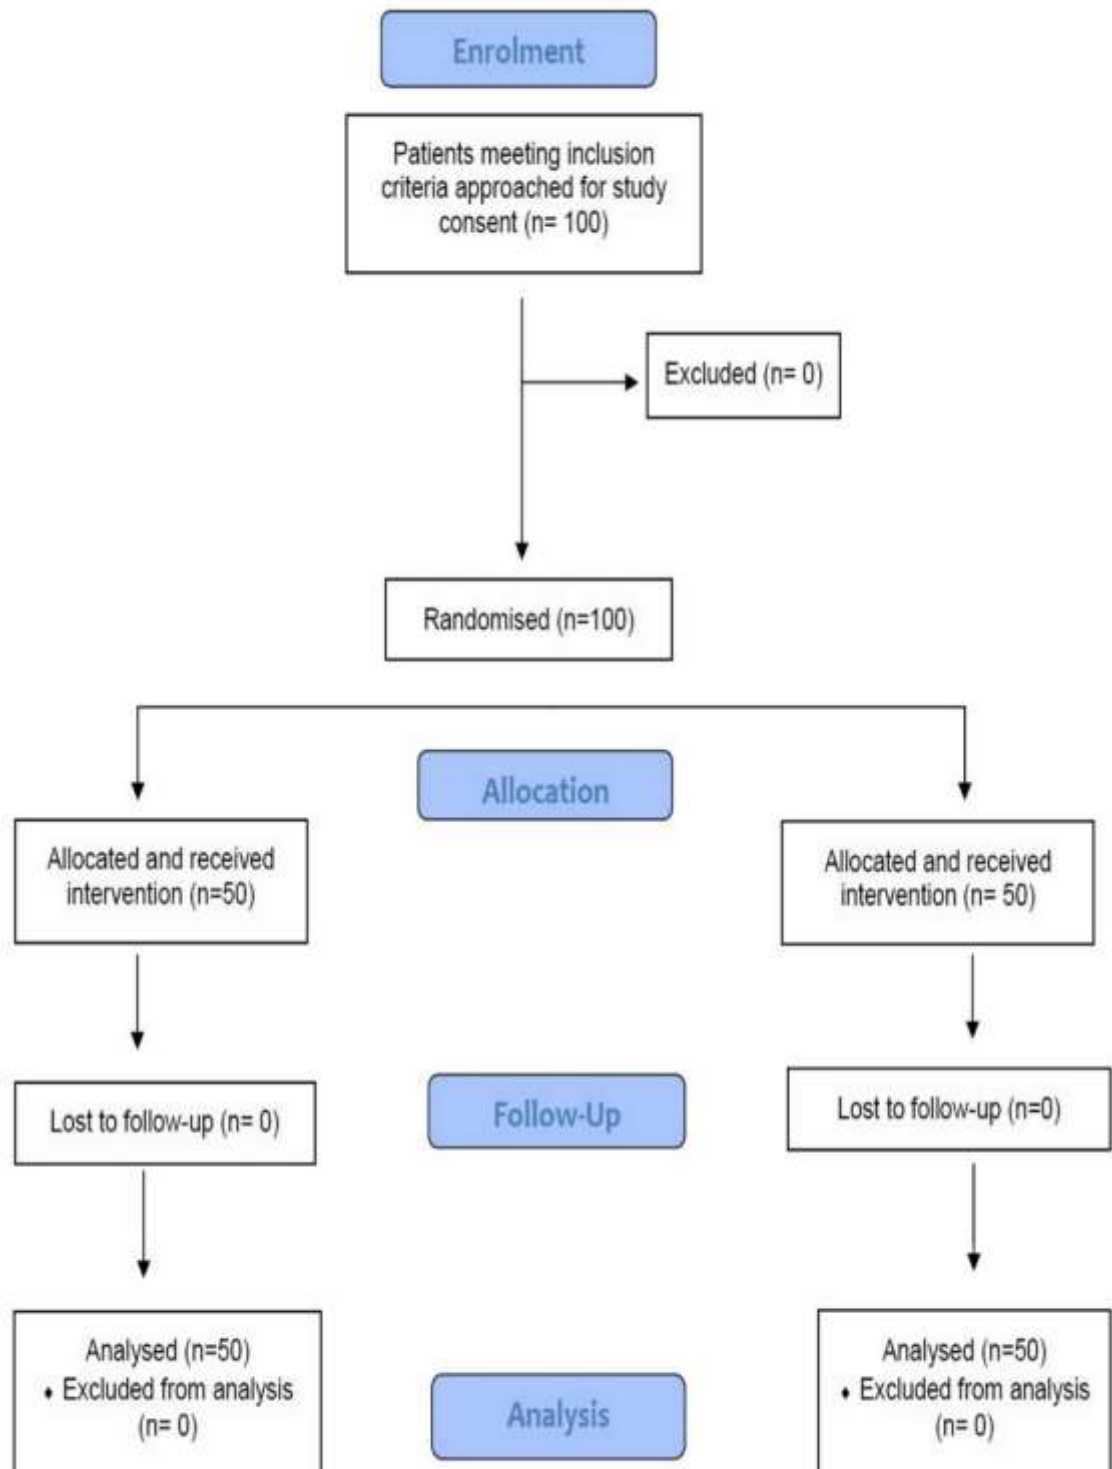 Enrolment
Patients meeting inclusion
criteria approached for study
consent (n= 100)
Excluded (n= 0)
Randomised (n=100)
Allocation
Allocated and received
intervention (n=50)
Allocated and received
intervention (n= 50)
Follow-Up
Lost to follow-up (n= 0)
Lost to follow-up (n=0)
Analysed (n=50)
♦ Excluded from analysis
(n= 0)
Analysis
Analysed (n=50)
♦ Excluded from analysis
(n= 0)